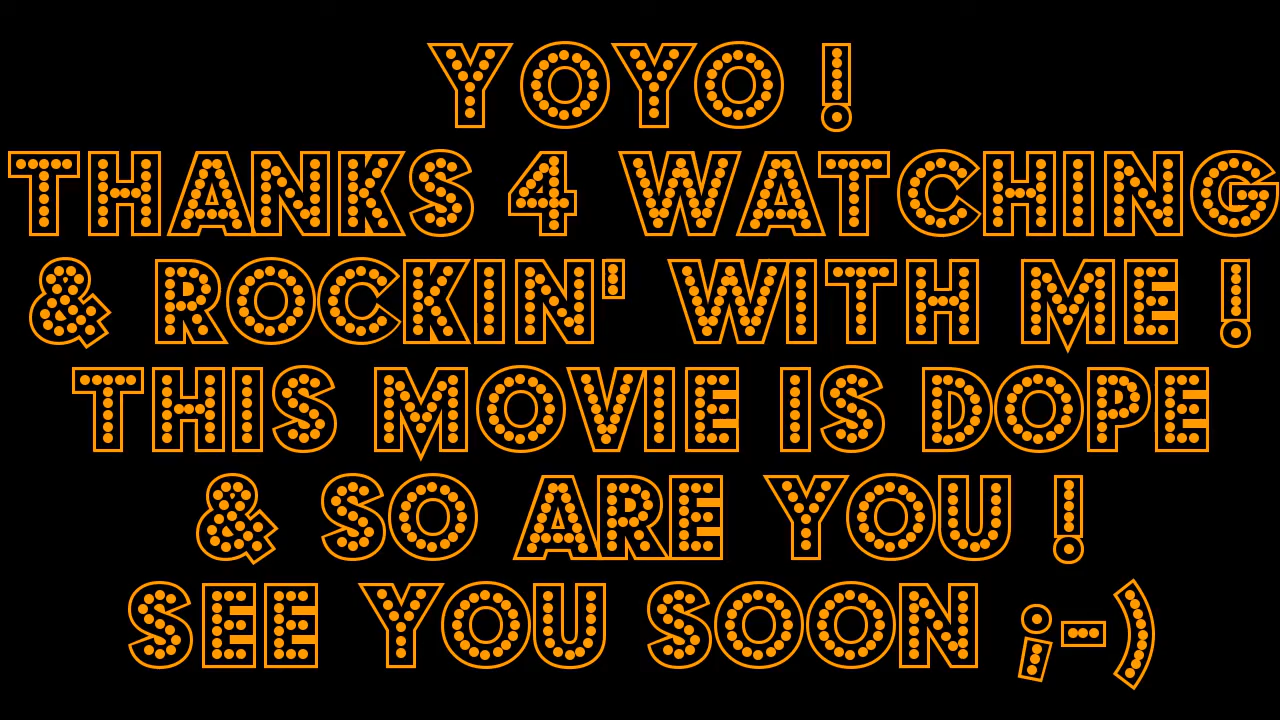 YOYO !
THANKS 4 WATCHING
& ROCKIN' WITH ME !
THIS MOVIE IS DOPE
& SO ARE YOU !
SEE YOU SOON ;-)